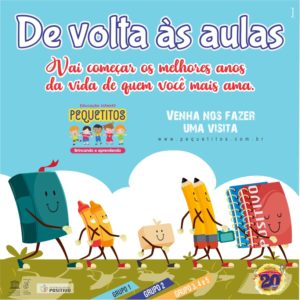 De volta às aulas
Vai começar os melhores anos
da vida de quem você mais ama.
Educação Infantil
PEQUETITOS
Brincando e aprendendo
VENHA NOS FAZER
UMA VISITA
www.pequetitos.com.br
POSITIVO
GRUPO 1
GRUPO 2
GRUPO 3, 4 e 5
20
POSITIVO